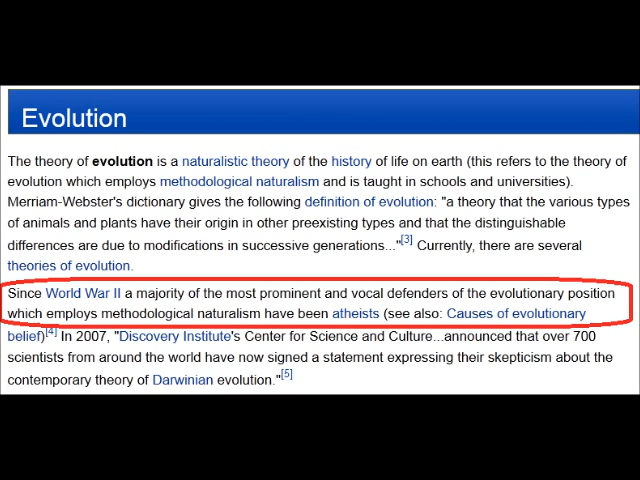 Evolution
The theory of evolution is a naturalistic theory of the history of life on earth (this refers to the theory of
evolution which employs methodological naturalism and is taught in schools and universities).
Merriam-Webster's dictionary gives the following definition of evolution: "a theory that the various types
of animals and plants have their origin in other preexisting types and that the distinguishable
differences are due to modifications in successive generations..."[3] Currently, there are several
theories of evolution.
Since World War II a majority of the most prominent and vocal defenders of the evolutionary position
which employs methodological naturalism have been atheists (see also: Causes of evolutionary
belief)[4] In 2007, "Discovery Institute's Center for Science and Culture...announced that over 700
scientists from around the world have now signed a statement expressing their skepticism about the
contemporary theory of Darwinian evolution."[5]